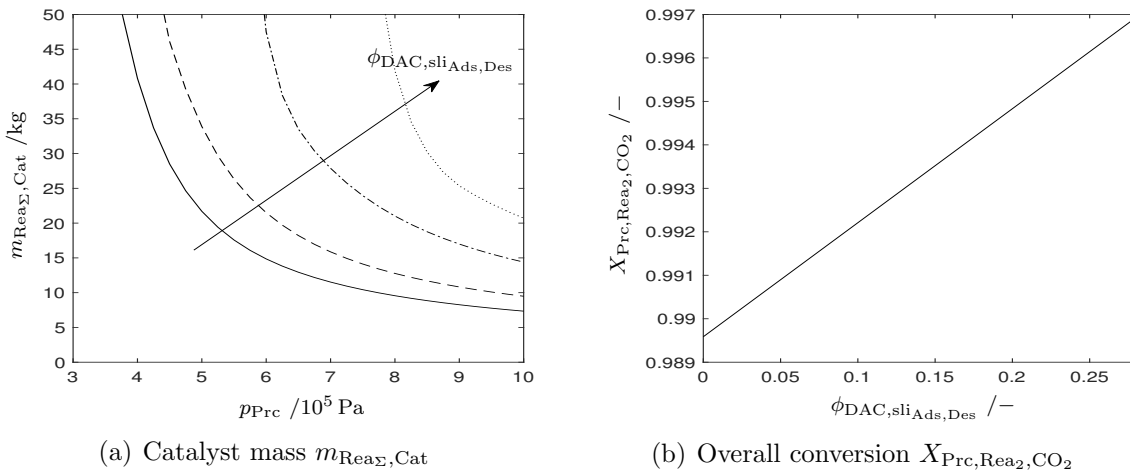 50
45
40
35
30
25
20
15
10
5
0
3 4 5 6 7 8 9 10
m_{Rea_Σ,Cat} /kg
p_{Prc} /10^5 Pa
ϕ_{DAC,sli_{Ads,Des}}
(a) Catalyst mass m_{Rea_Σ,Cat}
0.997
0.996
0.995
0.994
0.993
0.992
0.991
0.99
0.989
0 0.05 0.1 0.15 0.2 0.25
X_{Prc,Rea_2,CO_2} /−
ϕ_{DAC,sli_{Ads,Des}} /−
(b) Overall conversion X_{Prc,Rea_2,CO_2}